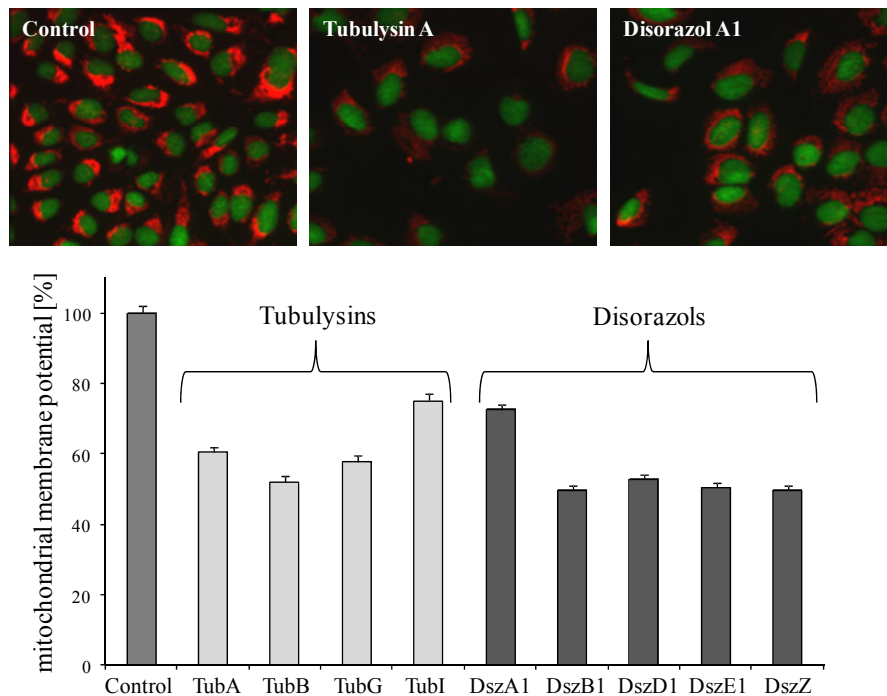 Control
Tubulysin A
Disorazol A1
mitochondrial membrane potential [%]
Tubulysins
Disorazols
100
80
60
40
20
0
Control TubA TubB TubG TubI DszA1 DszB1 DszD1 DszE1 DszZ